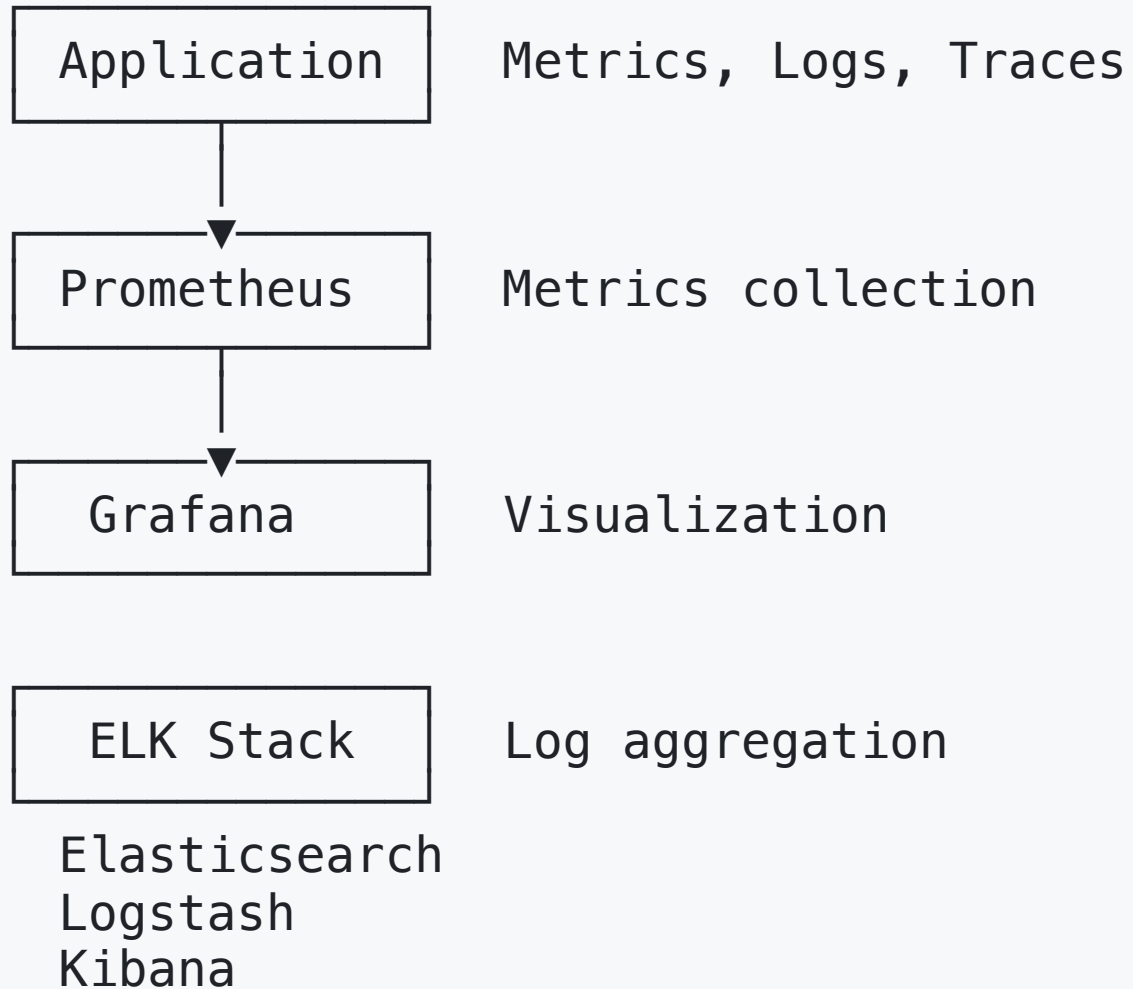 Application Metrics, Logs, Traces
Prometheus Metrics collection
Grafana Visualization
ELK Stack Log aggregation
Elasticsearch
Logstash
Kibana